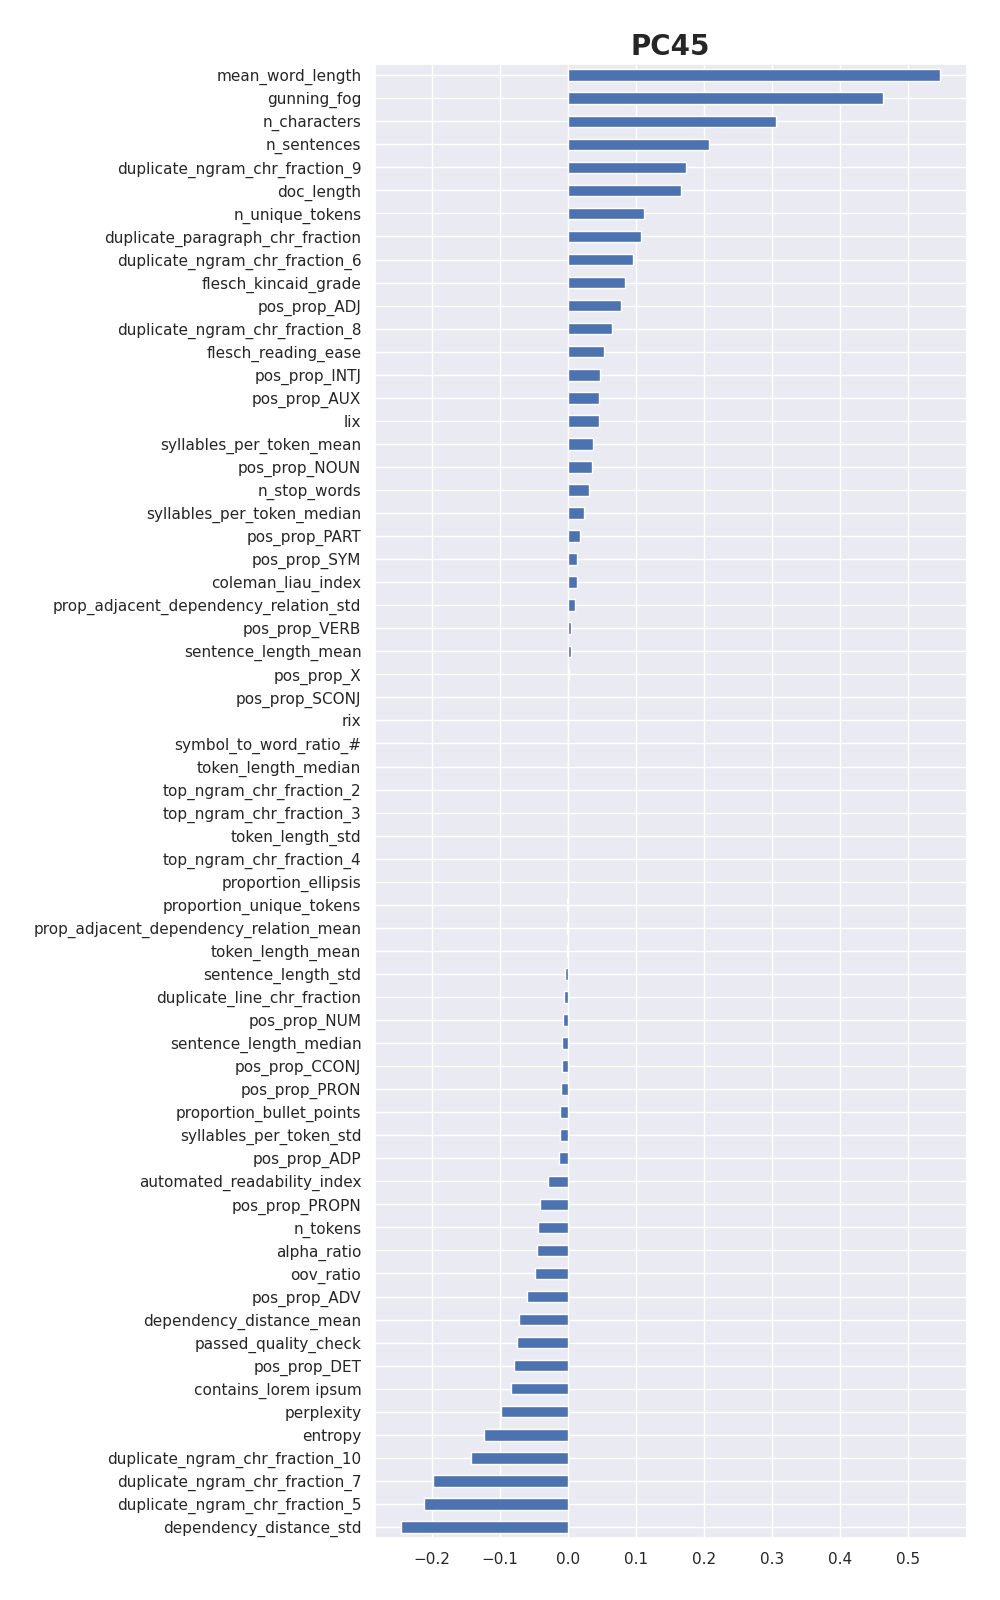 PC45
mean_word_length
gunning_fog
n_characters
n_sentences
duplicate_ngram_chr_fraction_9
doc_length
n_unique_tokens
duplicate_paragraph_chr_fraction
duplicate_ngram_chr_fraction_6
flesch_kincaid_grade
pos_prop_ADJ
duplicate_ngram_chr_fraction_8
flesch_reading_ease
pos_prop_INTJ
pos_prop_AUX
lix
syllables_per_token_mean
pos_prop_NOUN
n_stop_words
syllables_per_token_median
pos_prop_PART
pos_prop_SYM
coleman_liau_index
prop_adjacent_dependency_relation_std
pos_prop_VERB
sentence_length_mean
pos_prop_X
pos_prop_SCONJ
rix
symbol_to_word_ratio_#
token_length_median
top_ngram_chr_fraction_2
top_ngram_chr_fraction_3
token_length_std
top_ngram_chr_fraction_4
proportion_ellipsis
proportion_unique_tokens
prop_adjacent_dependency_relation_mean
token_length_mean
sentence_length_std
duplicate_line_chr_fraction
pos_prop_NUM
sentence_length_median
pos_prop_CCONJ
pos_prop_PRON
proportion_bullet_points
syllables_per_token_std
pos_prop_ADP
automated_readability_index
pos_prop_PROPN
n_tokens
alpha_ratio
oov_ratio
pos_prop_ADV
dependency_distance_mean
passed_quality_check
pos_prop_DET
contains_lorem ipsum
perplexity
entropy
duplicate_ngram_chr_fraction_10
duplicate_ngram_chr_fraction_7
duplicate_ngram_chr_fraction_5
dependency_distance_std
−0.2 −0.1 0.0 0.1 0.2 0.3 0.4 0.5